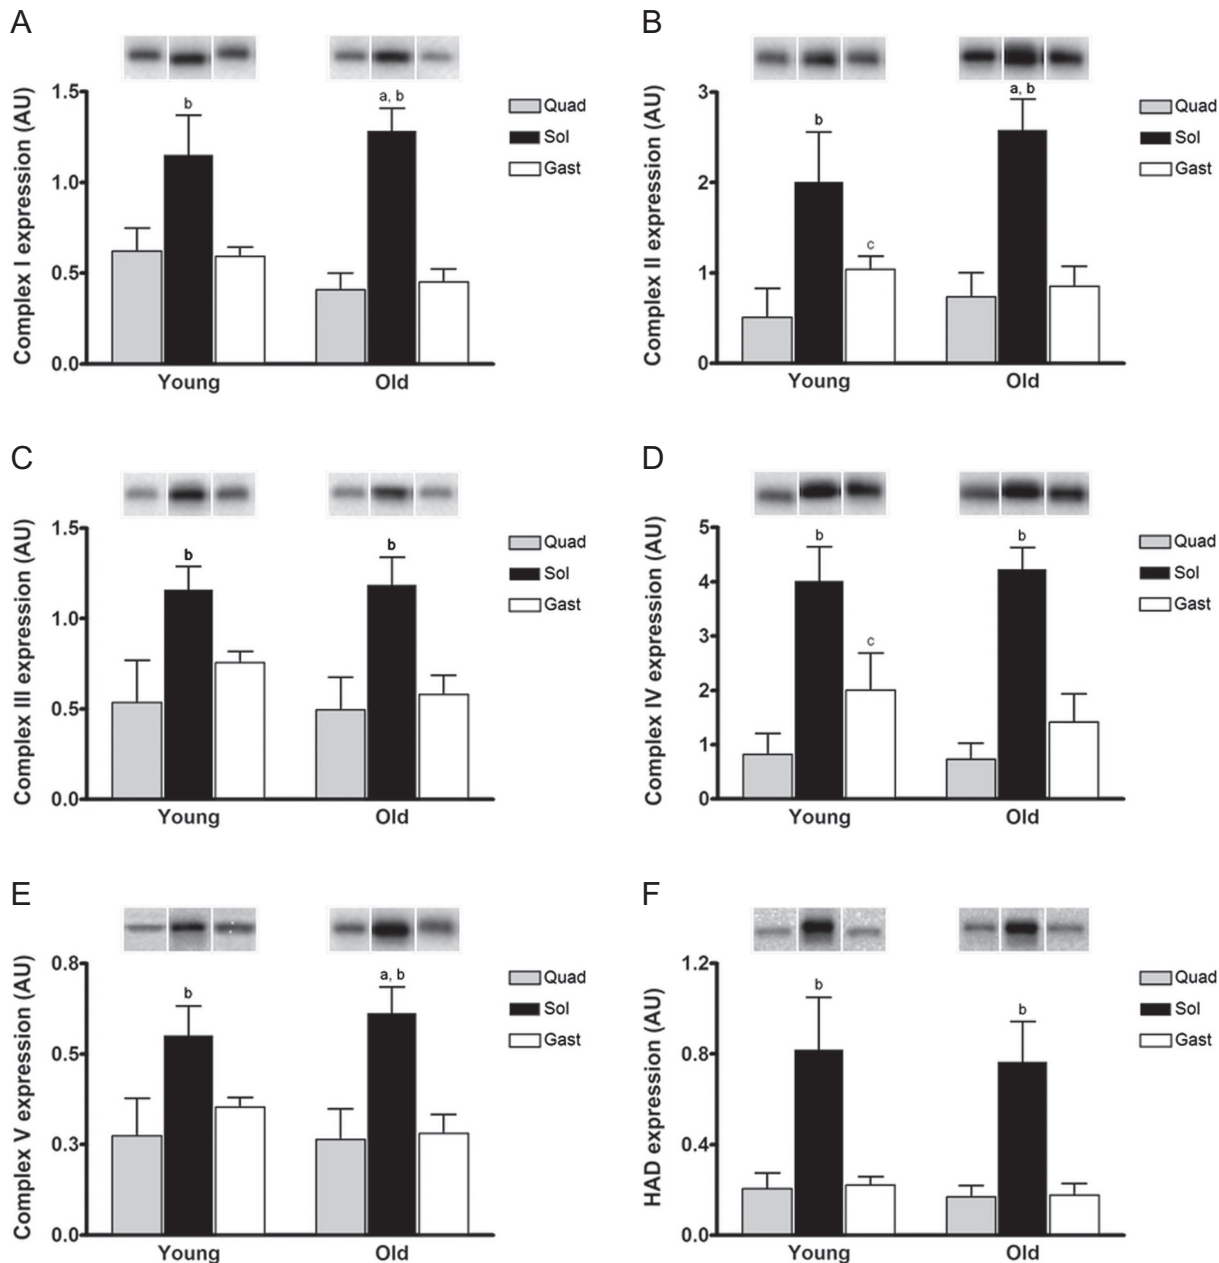 A
Complex I expression (AU)
1.5
1.0
0.5
0.0
b
a, b
Young
Old
Quad
Sol
Gast
B
Complex II expression (AU)
3
2
1
0
b
c
a, b
Young
Old
Quad
Sol
Gast
C
Complex III expression (AU)
1.5
1.0
0.5
0.0
b
b
Young
Old
Quad
Sol
Gast
D
Complex IV expression (AU)
5
4
3
2
1
0
b
c
b
Young
Old
Quad
Sol
Gast
E
Complex V expression (AU)
0.8
0.5
0.3
0.0
b
a, b
Young
Old
Quad
Sol
Gast
F
HAD expression (AU)
1.2
0.8
0.4
0.0
b
b
Young
Old
Quad
Sol
Gast